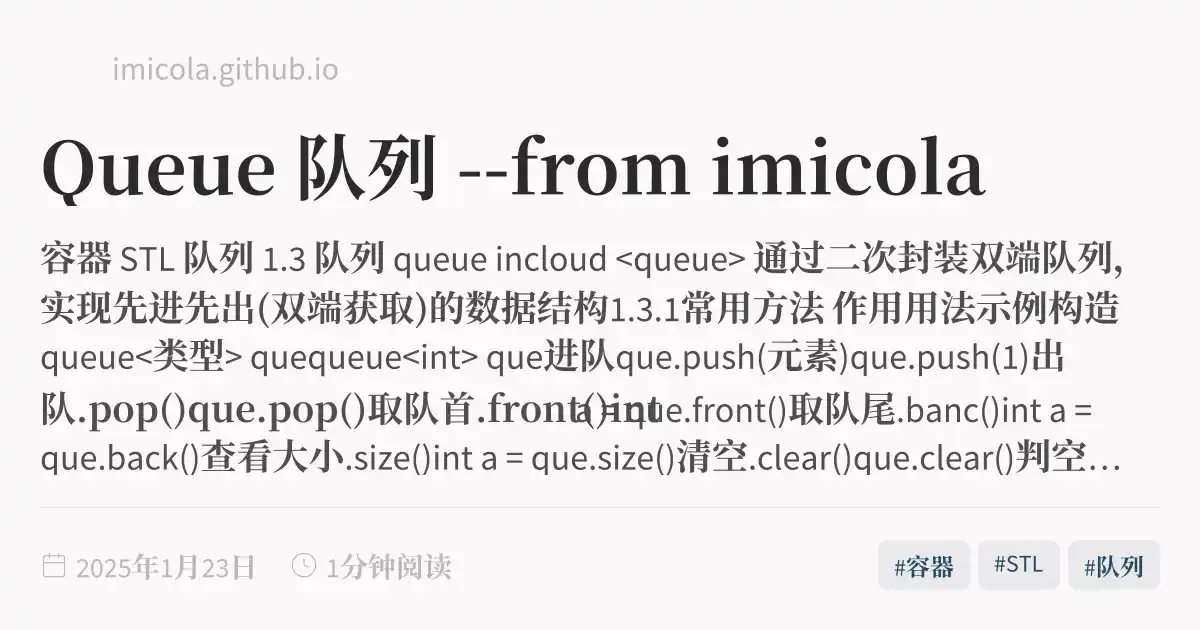 imicola.github.io
Queue 队列 --from imicola
容器 STL 队列 1.3 队列 queue incloud <queue> 通过二次封装双端队列,
实现先进先出(双端获取)的数据结构1.3.1常用方法 作用用法示例构造
queue<类型> quequeue<int> que进队que.push(元素)que.push(1)出
队.pop()que.pop()取队首.front()int a = que.front()取队尾.banc()int a =
que.back()查看大小.size()int a = que.size()清空.clear()que.clear()判空…
2025年1月23日 1分钟阅读 #容器 #STL #队列